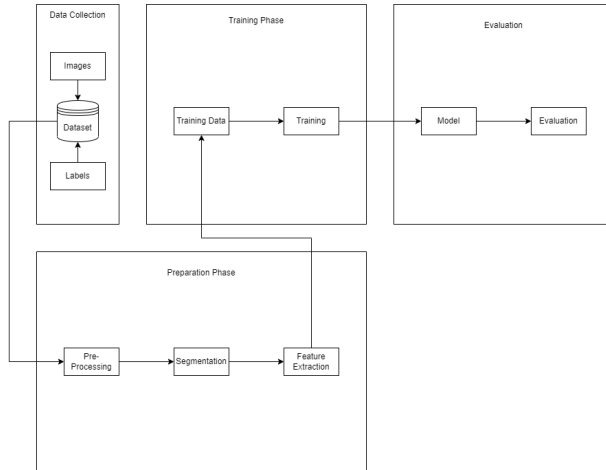 Data Collection
Images
Dataset
Labels
Training Phase
Training Data
Training
Evaluation
Model
Evaluation
Preparation Phase
Pre-
Processing
Segmentation
Feature
Extraction